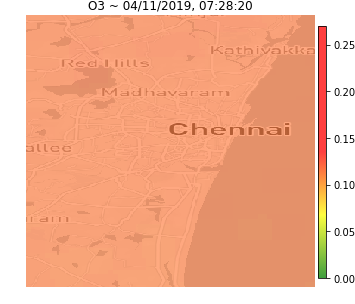 O3 ~ 04/11/2019, 07:28:20
Kathivakka
Red Hills
Madhavaram
Chennai
allee
ram
0.25
0.20
0.15
0.10
0.05
0.00